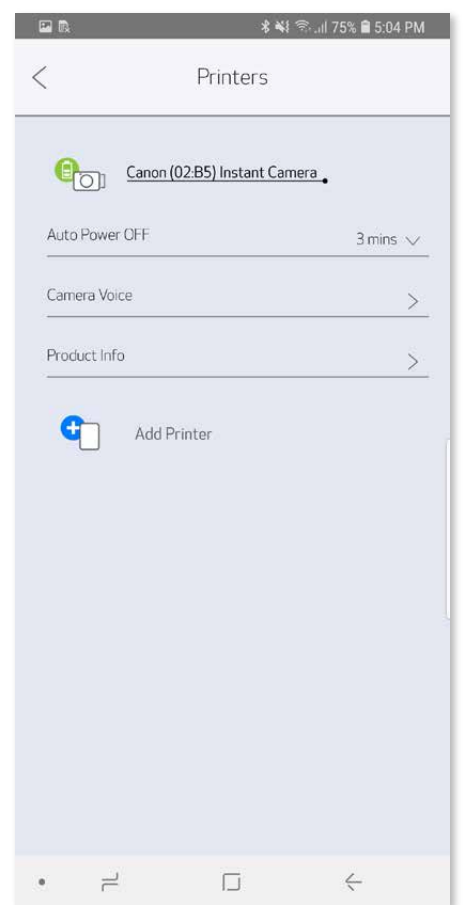 75% 5:04 PM
Printers
Canon (02:B5) Instant Camera
Auto Power OFF 3 mins
Camera Voice
Product Info
Add Printer